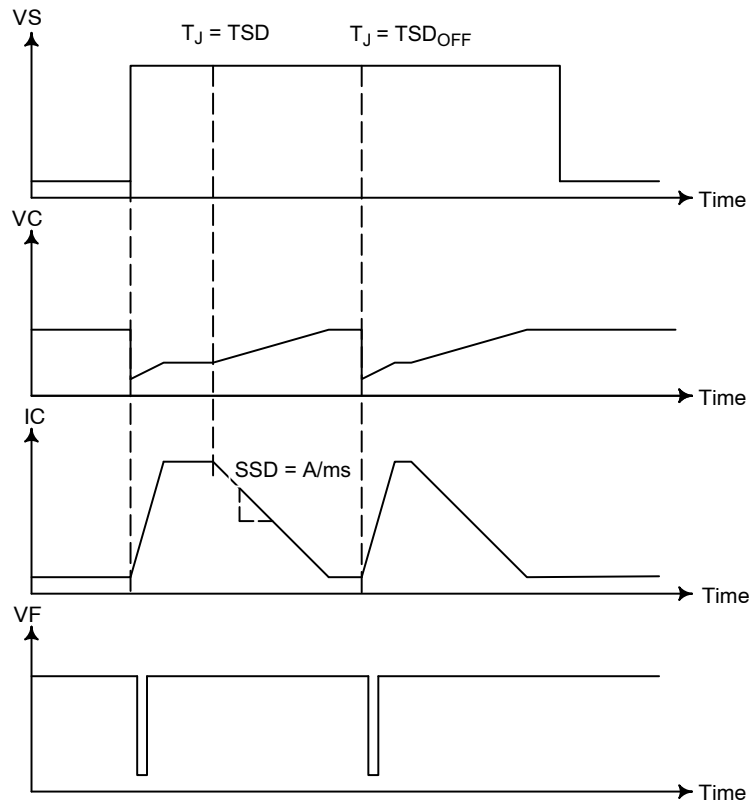 VS
T_J = TSD
T_J = TSD_OFF
Time
VC
Time
IC
SSD = A/ms
Time
VF
Time